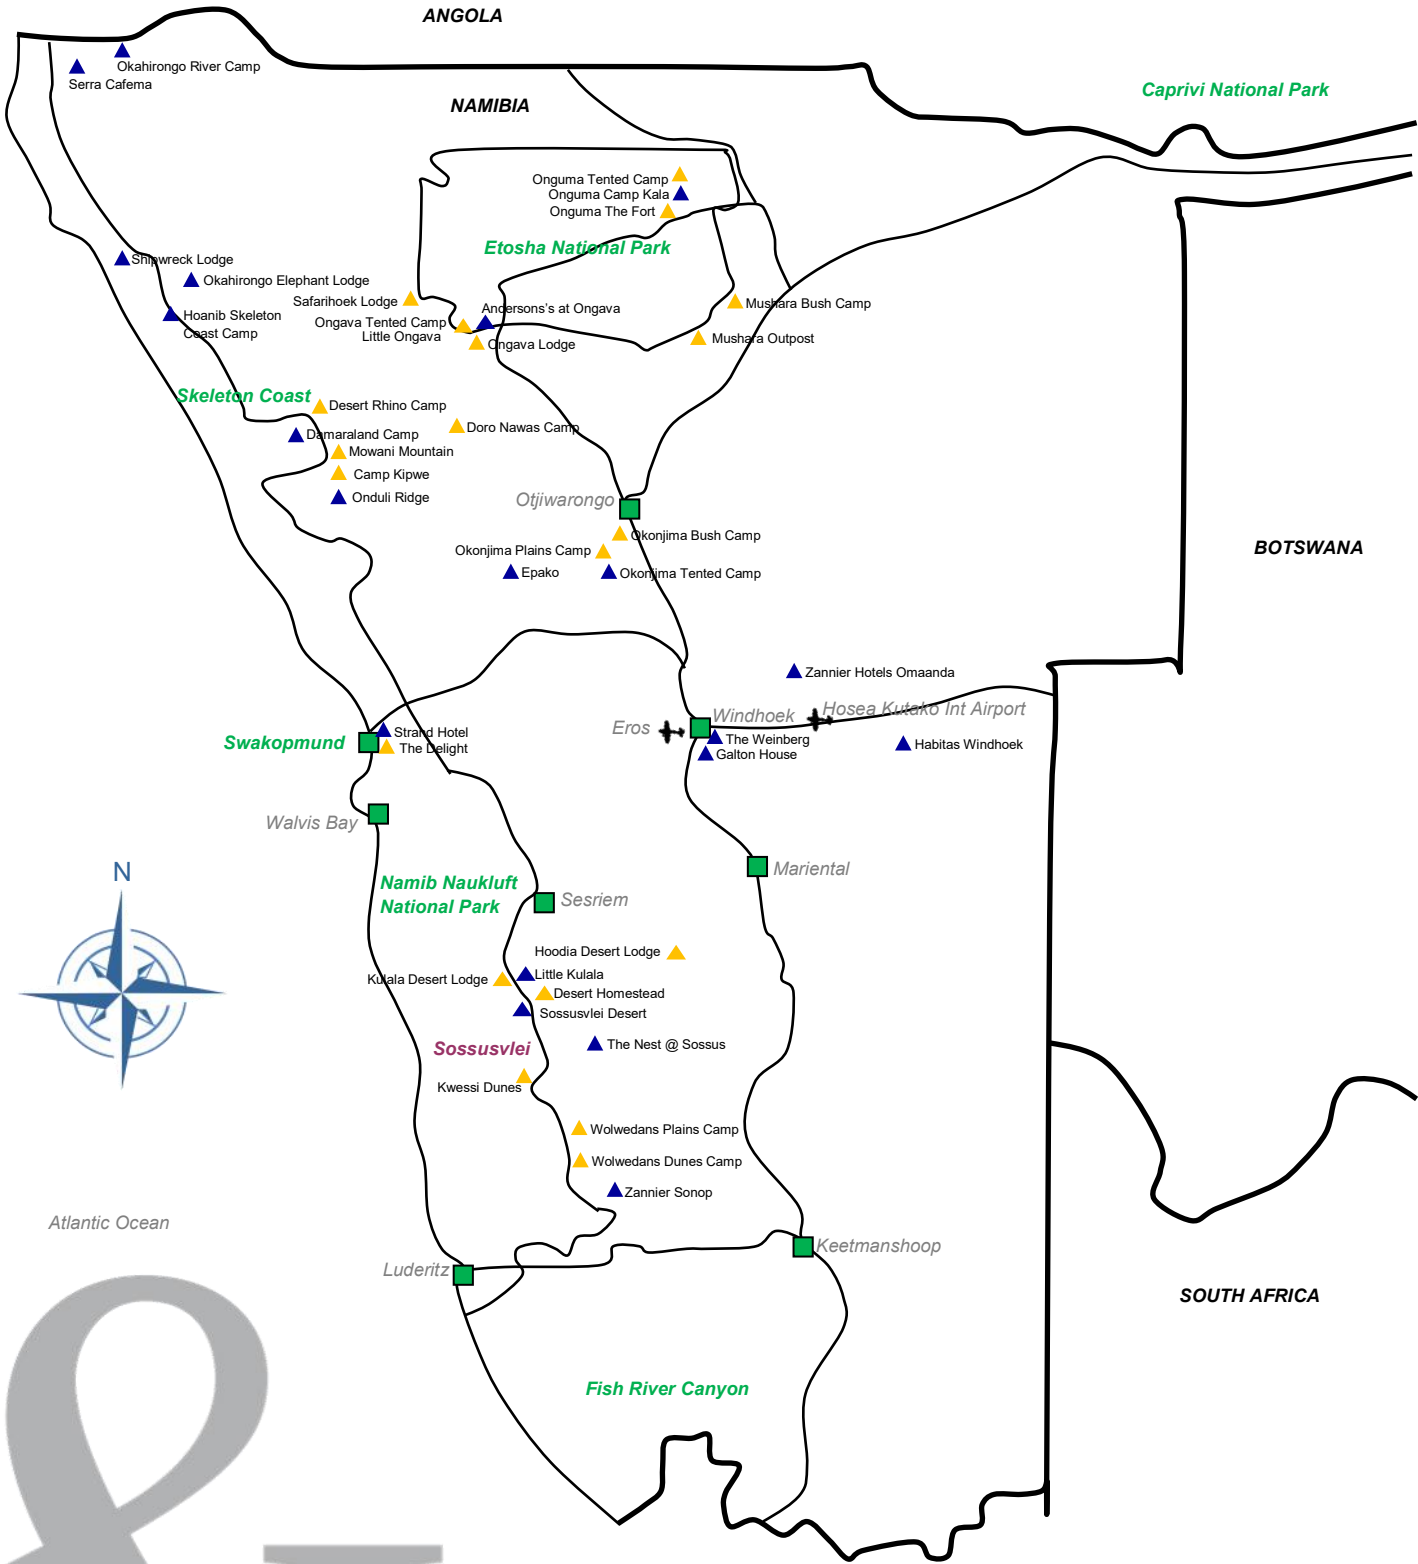 ANGOLA
Okahirongo River Camp
Serra Cafema
Caprivi National Park
NAMIBIA
Onguma Tented Camp
Onguma Camp Kala
Onguma The Fort
Etosha National Park
Shipwreck Lodge
Okahirongo Elephant Lodge
Safarihoek Lodge
Andersons's at Ongava
Mushara Bush Camp
Hoanib Skeleton
Coast Camp
Ongava Tented Camp
Little Ongava
Ongava Lodge
Mushara Outpost
Skeleton Coast
Desert Rhino Camp
Doro Nawas Camp
Damaraland Camp
Mowani Mountain
Camp Kipwe
Onduli Ridge
Otjiwarongo
Okonjima Bush Camp
Okonjima Plains Camp
BOTSWANA
Epako
Okonjima Tented Camp
Zannier Hotels Omaanda
Hosea Kutako Int Airport
Windhoek
Eros
Strand Hotel
The Delight
Swakopmund
The Weinberg
Galton House
Habitas Windhoek
Walvis Bay
Mariental
N
Namib Naukluft
National Park
Sesriem
Hoodia Desert Lodge
Little Kulala
Kulala Desert Lodge
Desert Homestead
Sossusvlei Desert
The Nest @ Sossus
Sossusvlei
Kwessi Dunes
Wolwedans Plains Camp
Wolwedans Dunes Camp
Zannier Sonop
Atlantic Ocean
Keetmanshoop
Luderitz
SOUTH AFRICA
Fish River Canyon
&